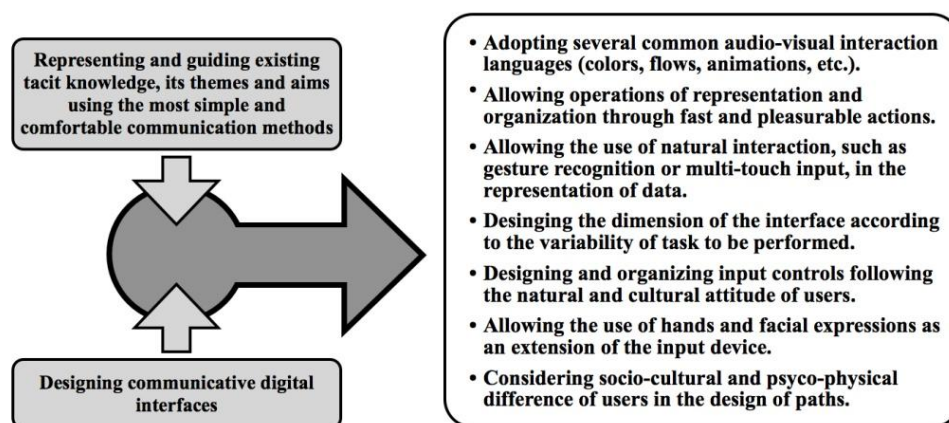 Representing and guiding existing
tacit knowledge, its themes and aims
using the most simple and
comfortable communication methods
Designing communicative digital
interfaces
• Adopting several common audio-visual interaction
languages (colors, flows, animations, etc.).
• Allowing operations of representation and
organization through fast and pleasurable actions.
• Allowing the use of natural interaction, such as
gesture recognition or multi-touch input, in the
representation of data.
• Desinging the dimension of the interface according
to the variability of task to be performed.
• Designing and organizing input controls following
the natural and cultural attitude of users.
• Allowing the use of hands and facial expressions as
an extension of the input device.
• Considering socio-cultural and psyco-physical
difference of users in the design of paths.